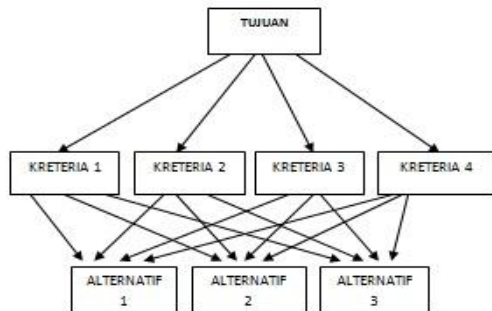 TUJUAN
KRETERIA 1
KRETERIA 2
KRETERIA 3
KRETERIA 4
ALTERNATIF
1
ALTERNATIF
2
ALTERNATIF
3